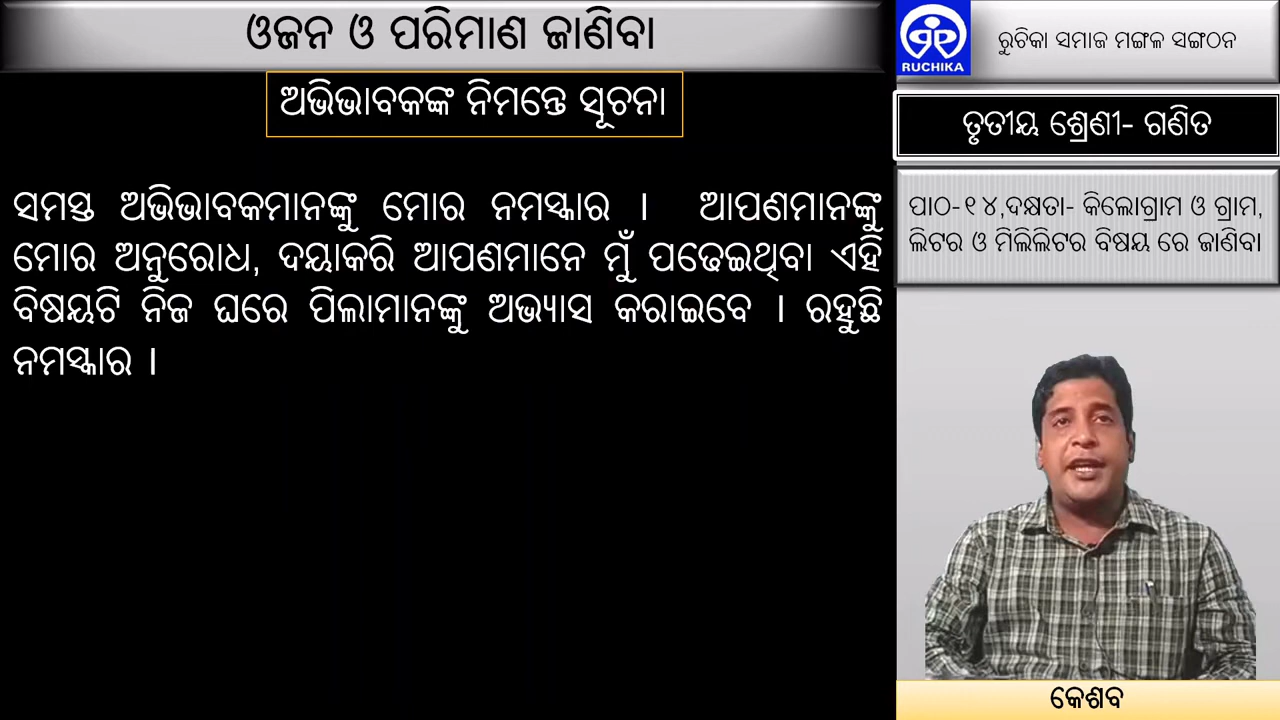 ଓଜନ ଓ ପରିମାଣ ଜାଣିବା
ଅଭିଭାବକଙ୍କ ନିମନ୍ତେ ସୂଚନା
ସମସ୍ତ ଅଭିଭାବକମାନଙ୍କୁ ମୋର ନମସ୍କାର । ଆପଣମାନଙ୍କୁ
ମୋର ଅନୁରୋଧ, ଦୟାକରି ଆପଣମାନେ ମୁଁ ପଢେଇଥିବା ଏହି
ବିଷୟଟି ନିଜ ଘରେ ପିଲାମାନଙ୍କୁ ଅଭ୍ୟାସ କରାଇବେ । ରହୁଛି
ନମସ୍କାର ।
RUCHIKA
ରୁଚିକା ସମାଜ ମଙ୍ଗଳ ସଙ୍ଗଠନ
ତୃତୀୟ ଶ୍ରେଣୀ- ଗଣିତ
ପାଠ-୧୪,ଦକ୍ଷତା- କିଲୋଗ୍ରାମ ଓ ଗ୍ରାମ,
ଲିଟର ଓ ମିଲିଲିଟର ବିଷୟ ରେ ଜାଣିବା
କେଶବ